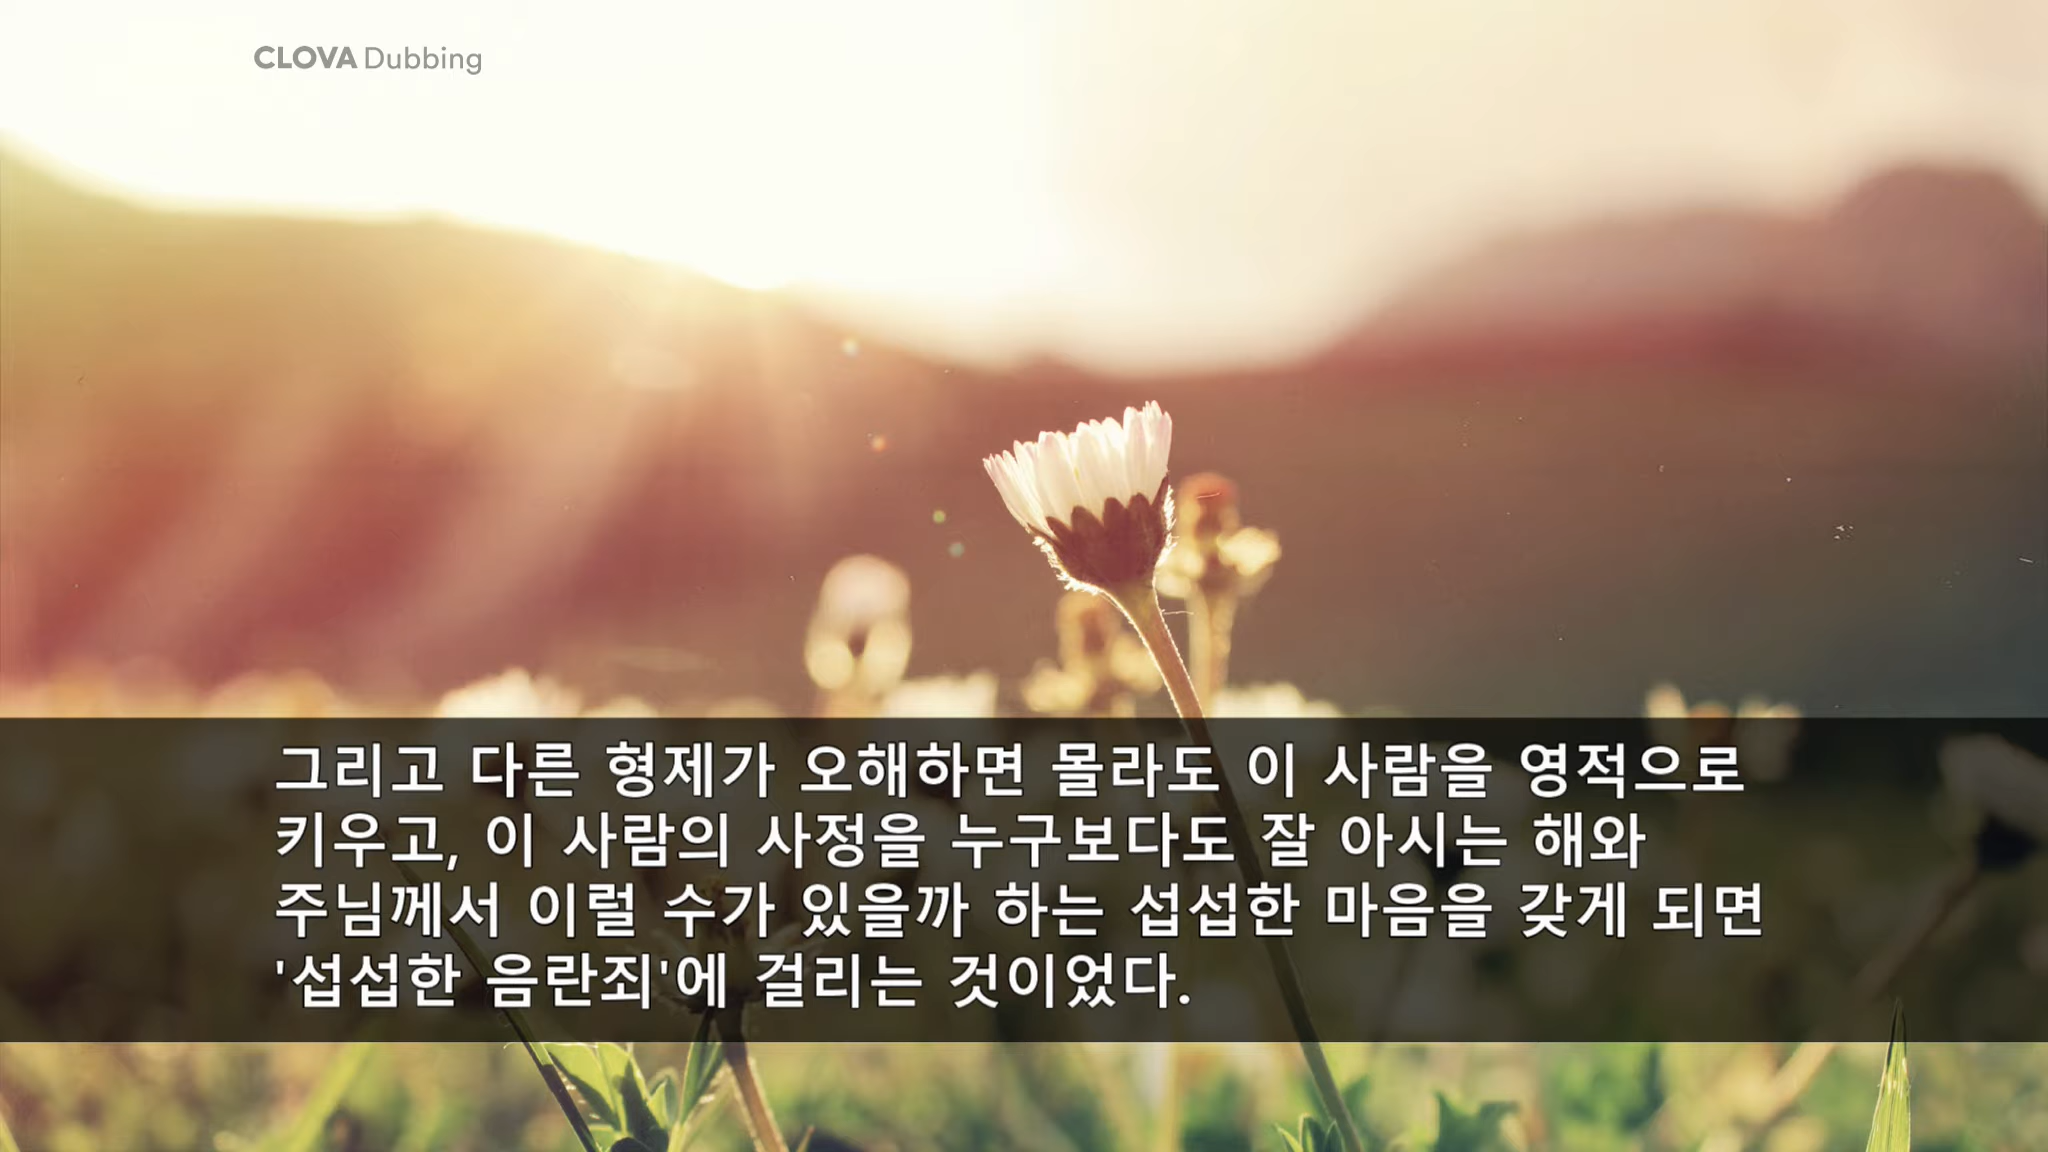 CLOVA Dubbing
그리고 다른 형제가 오해하면 몰라도 이 사람을 영적으로
키우고, 이 사람의 사정을 누구보다도 잘 아시는 해와
주님께서 이럴 수가 있을까 하는 섭섭한 마음을 갖게 되면
'섭섭한 음란죄'에 걸리는 것이었다.